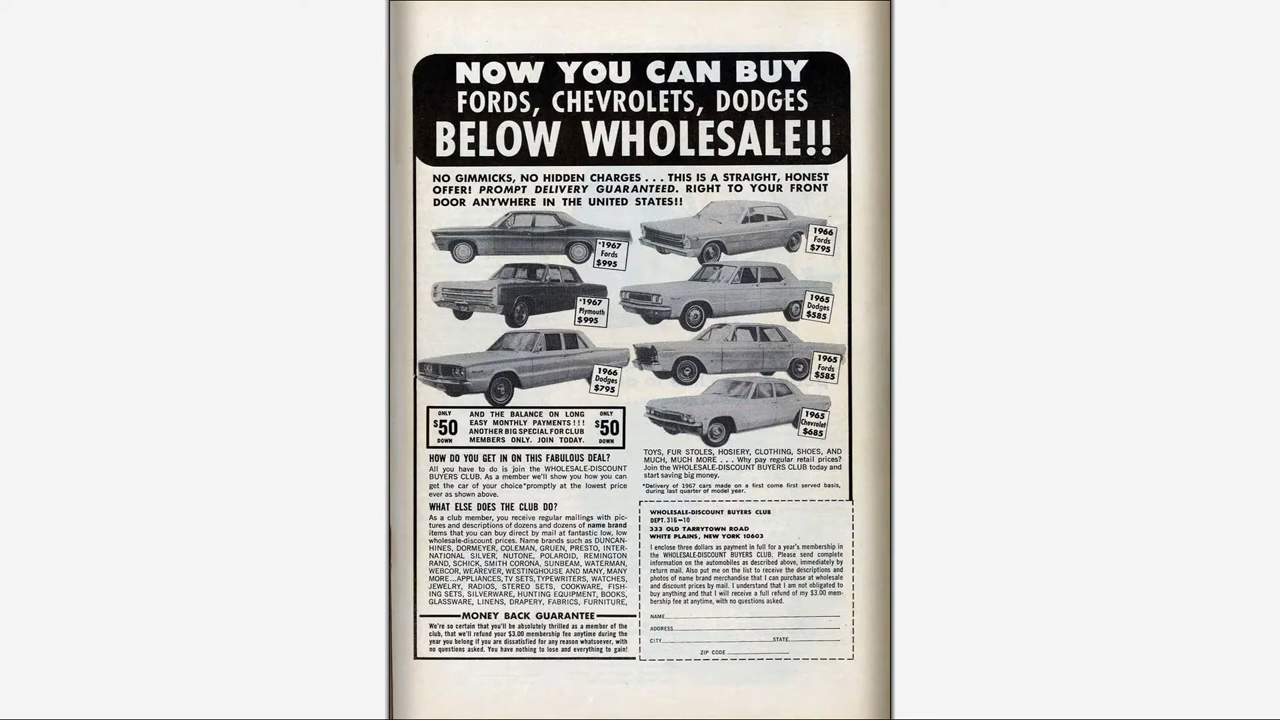 NOW YOU CAN BUY
FORDS, CHEVROLETS, DODGES
BELOW WHOLESALE!!
NO GIMMICKS, NO HIDDEN CHARGES . . . THIS IS A STRAIGHT, HONEST
OFFER! PROMPT DELIVERY GUARANTEED. RIGHT TO YOUR FRONT
DOOR ANYWHERE IN THE UNITED STATES!!
*1967
Fords
$995
1966
Fords
$795
*1967
Plymouth
$995
1965
Dodges
$585
1966
Dodges
$795
1965
Fords
$585
1965
Chevrolet
$685
ONLY
$50
DOWN
AND THE BALANCE ON LONG
EASY MONTHLY PAYMENTS!!!
ANOTHER BIG SPECIAL FOR CLUB
MEMBERS ONLY. JOIN TODAY.
ONLY
$50
DOWN
HOW DO YOU GET IN ON THIS FABULOUS DEAL?
All you have to do is join the WHOLESALE-DISCOUNT
BUYERS CLUB. As a member we'll show you how you can
get the car of your choice*promptly at the lowest price
ever as shown above.
WHAT ELSE DOES THE CLUB DO?
As a club member, you receive regular mailings with pic-
tures and descriptions of dozens and dozens of name brand
items that you can buy direct by mail at fantastic low, low
wholesale-discount prices. Name brands such as DUNCAN-
HINES, DORMEYER, COLEMAN, GRUEN, PRESTO, INTER-
NATIONAL SILVER, NUTONE, POLAROID, REMINGTON
RAND, SCHICK, SMITH CORONA, SUNBEAM, WATERMAN,
WEBCOR, WEAREVER, WESTINGHOUSE AND MANY, MANY
MORE...APPLIANCES, TV SETS, TYPEWRITERS, WATCHES,
JEWELRY, RADIOS, STEREO SETS, COOKWARE, FISH-
ING SETS, SILVERWARE, HUNTING EQUIPMENT, BOOKS,
GLASSWARE, LINENS, DRAPERY, FABRICS, FURNITURE,
MONEY BACK GUARANTEE
We're so certain that you'll be absolutely thrilled as a member of the
club, that we'll refund your $3.00 membership fee anytime during the
year you belong if you are dissatisfied for any reason whatsoever, with
no questions asked. You have nothing to lose and everything to gain!
TOYS, FUR STOLES, HOSIERY, CLOTHING, SHOES, AND
MUCH, MUCH MORE . . . Why pay regular retail prices?
Join the WHOLESALE-DISCOUNT BUYERS CLUB today and
start saving big money.
*Delivery of 1967 cars made on a first come first served basis,
during last quarter of model year.
WHOLESALE-DISCOUNT BUYERS CLUB
DEPT. 316-10
333 OLD TARRYTOWN ROAD
WHITE PLAINS, NEW YORK 10603
I enclose three dollars as payment in full for a year's membership in
the WHOLESALE-DISCOUNT BUYERS CLUB. Please send complete
information on the automobiles as described above, immediately by
return mail. Also put me on the list to receive the descriptions and
photos of name brand merchandise that I can purchase at wholesale
and discount prices by mail. I understand that I am not obligated to
buy anything and that I will receive a full refund of my $3.00 mem-
bership fee at anytime, with no questions asked.
NAME
ADDRESS
CITY STATE
ZIP CODE